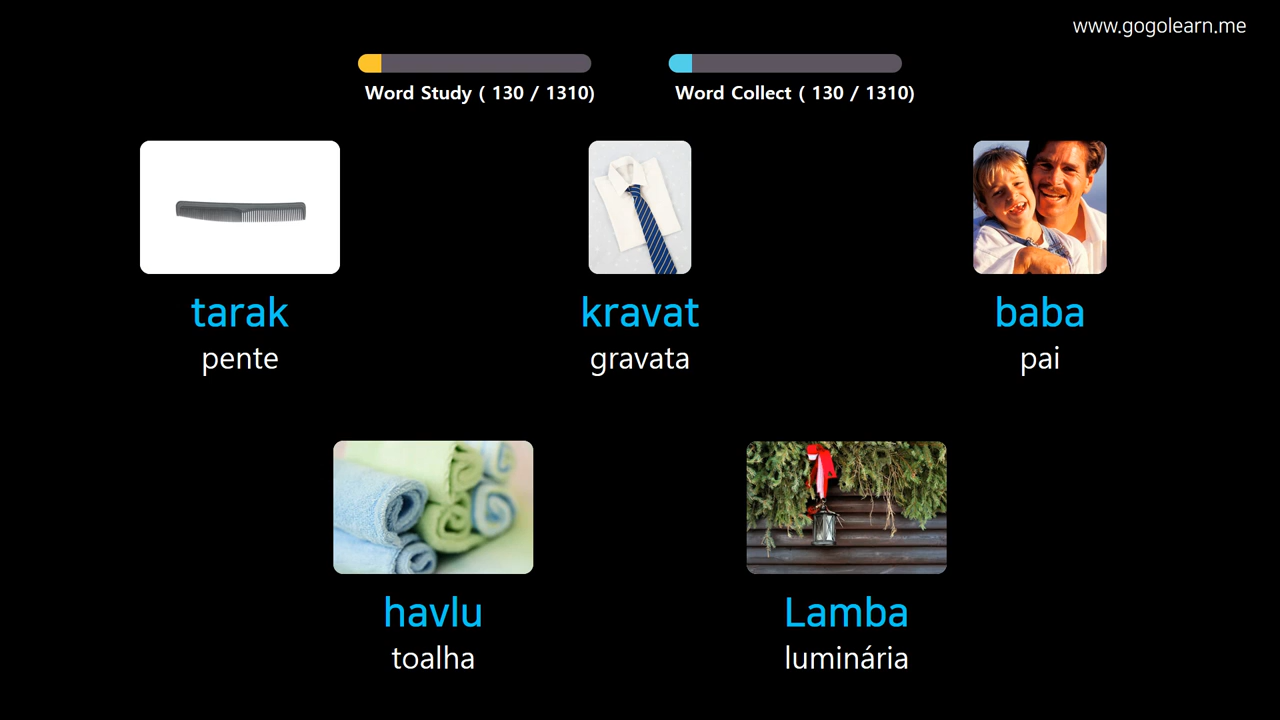 www.gogolearn.me
Word Study ( 130 / 1310)
Word Collect ( 130 / 1310)
tarak
pente
kravat
gravata
baba
pai
havlu
toalha
Lamba
luminária